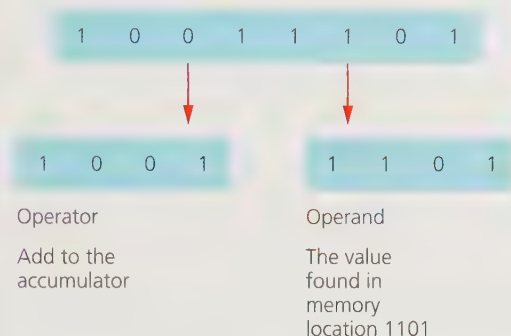 1 0 0 1 1 1 0 1
1 0 0 1
1 1 0 1
Operator
Operand
Add to the
accumulator
The value
found in
memory
location 1101